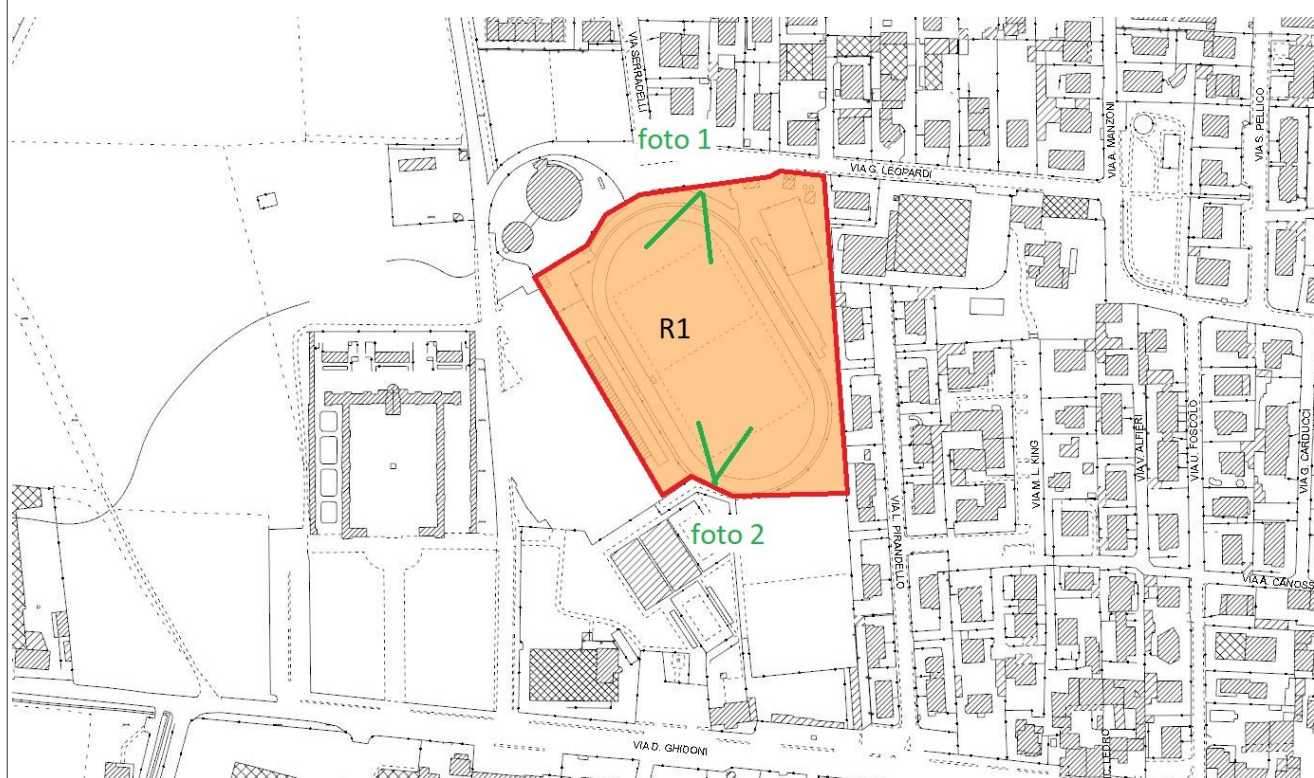 VIA SERRADELLI
foto 1
VIA G. LEOPARDI
VIA A. MANZONI
VIA S. PELLICO
R1
VIA M. L. KING
VIA V. ALFIERI
VIA U. FOSCOLO
VIA G. CARDUCCI
foto 2
VIA L. PIRANDELLO
VIA A. CANOSS
VIA D. GHIDONI